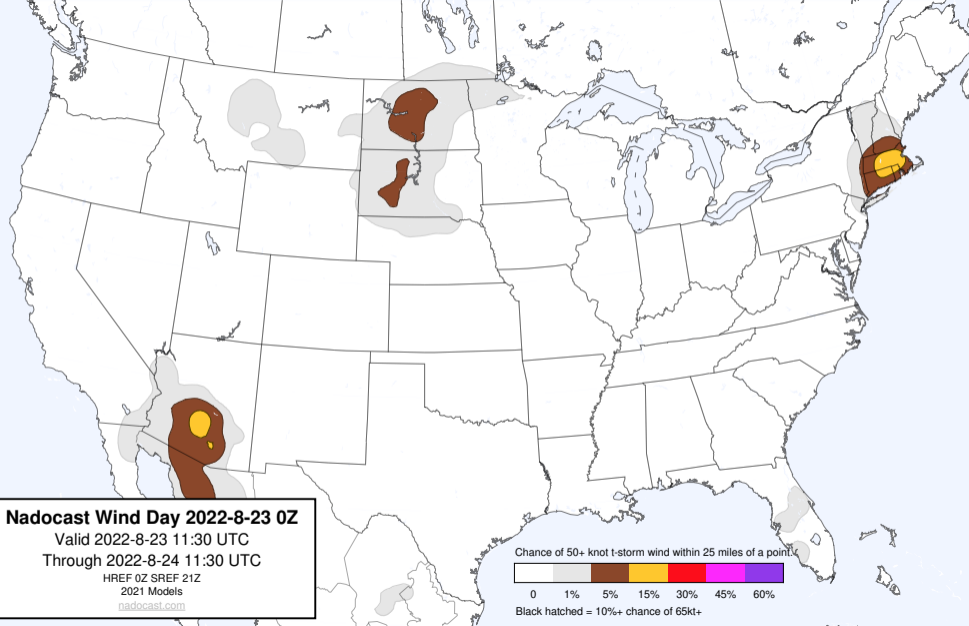 Nadocast Wind Day 2022-8-23 0Z
Valid 2022-8-23 11:30 UTC
Through 2022-8-24 11:30 UTC
HREF 0Z SREF 21Z
2021 Models
nadocast.com
Chance of 50+ knot t-storm wind within 25 miles of a point.
0 1% 5% 15% 30% 45% 60%
Black hatched = 10%+ chance of 65kt+